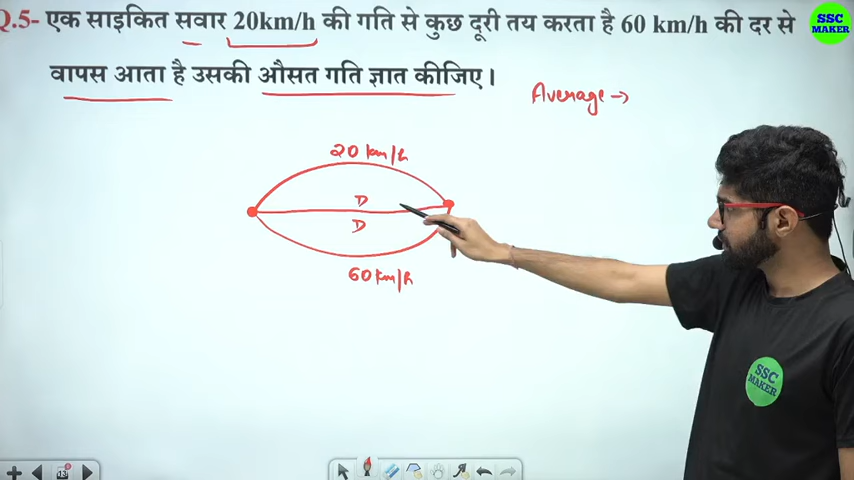 Q.5- एक साइकित सवार 20km/h की गति से कुछ दूरी तय करता है 60 km/h की दर से
वापस आता है उसकी औसत गति ज्ञात कीजिए।
SSC
MAKER
Average →
20 km/h
D
D
60 km/h
SSC
MAKER